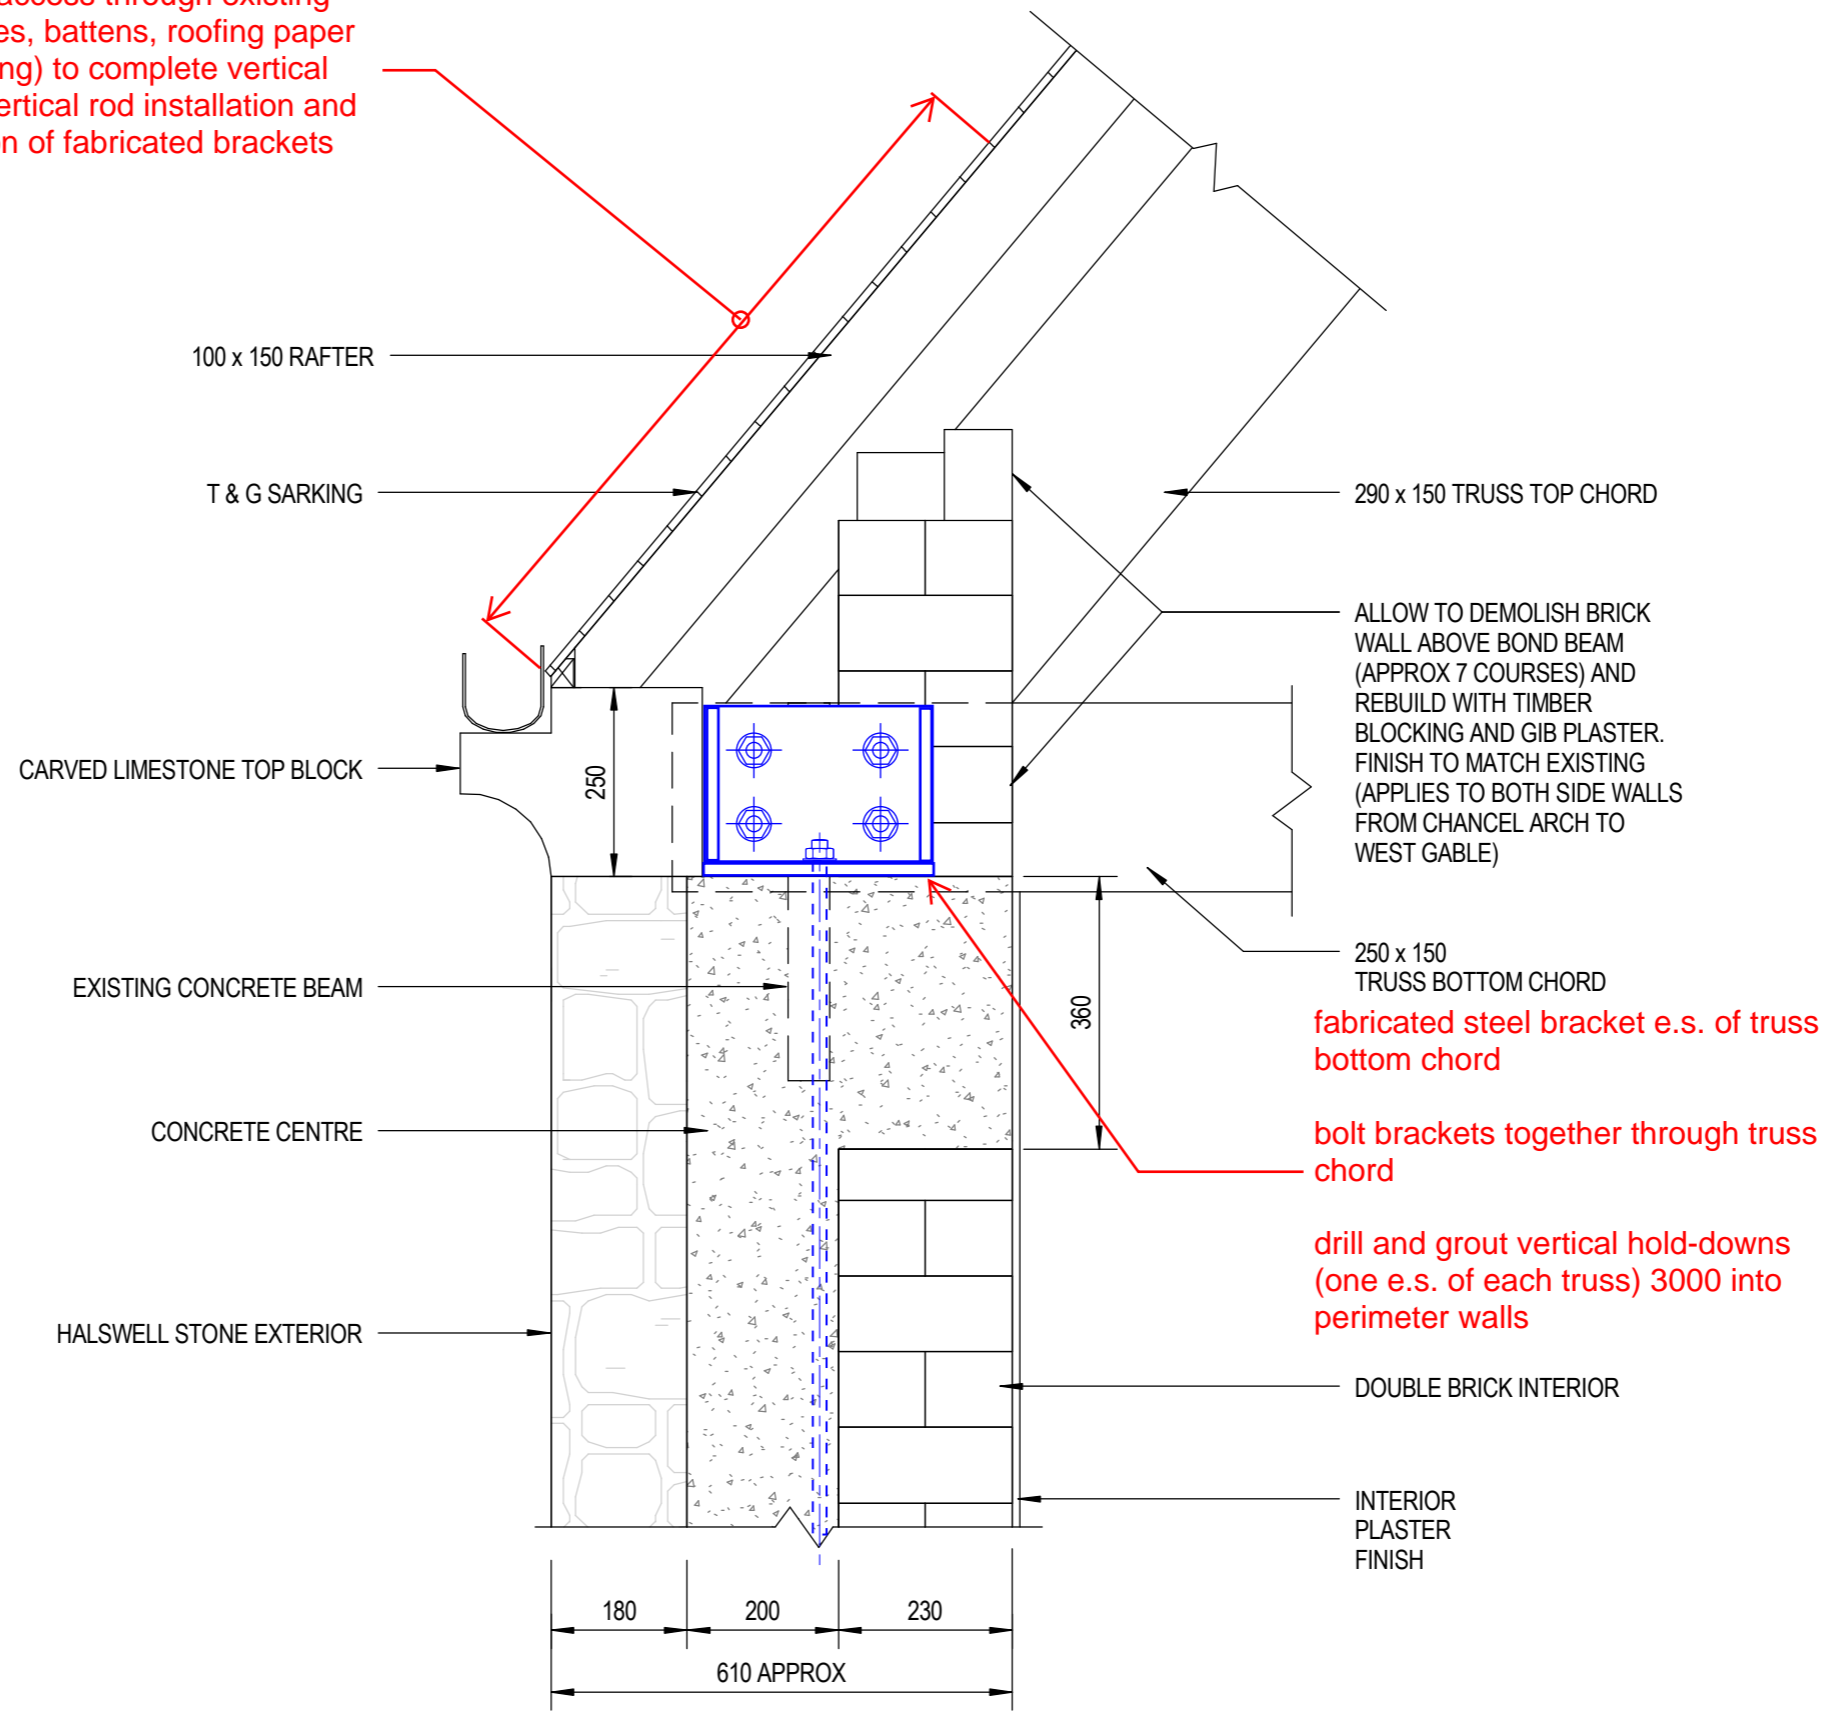 access through existing
battens, roofing paper
to complete vertical
vertical rod installation and
of fabricated brackets
100 x 150 RAFTER
T & G SARKING
CARVED LIMESTONE TOP BLOCK
EXISTING CONCRETE BEAM
CONCRETE CENTRE
HALSWELL STONE EXTERIOR
250
360
290 x 150 TRUSS TOP CHORD
ALLOW TO DEMOLISH BRICK
WALL ABOVE BOND BEAM
(APPROX 7 COURSES) AND
REBUILD WITH TIMBER
BLOCKING AND GIB PLASTER.
FINISH TO MATCH EXISTING
(APPLIES TO BOTH SIDE WALLS
FROM CHANCEL ARCH TO
WEST GABLE)
250 x 150
TRUSS BOTTOM CHORD
fabricated steel bracket e.s. of truss
bottom chord
bolt brackets together through truss
chord
drill and grout vertical hold-downs
(one e.s. of each truss) 3000 into
perimeter walls
DOUBLE BRICK INTERIOR
INTERIOR
PLASTER
FINISH
180
200
230
610 APPROX